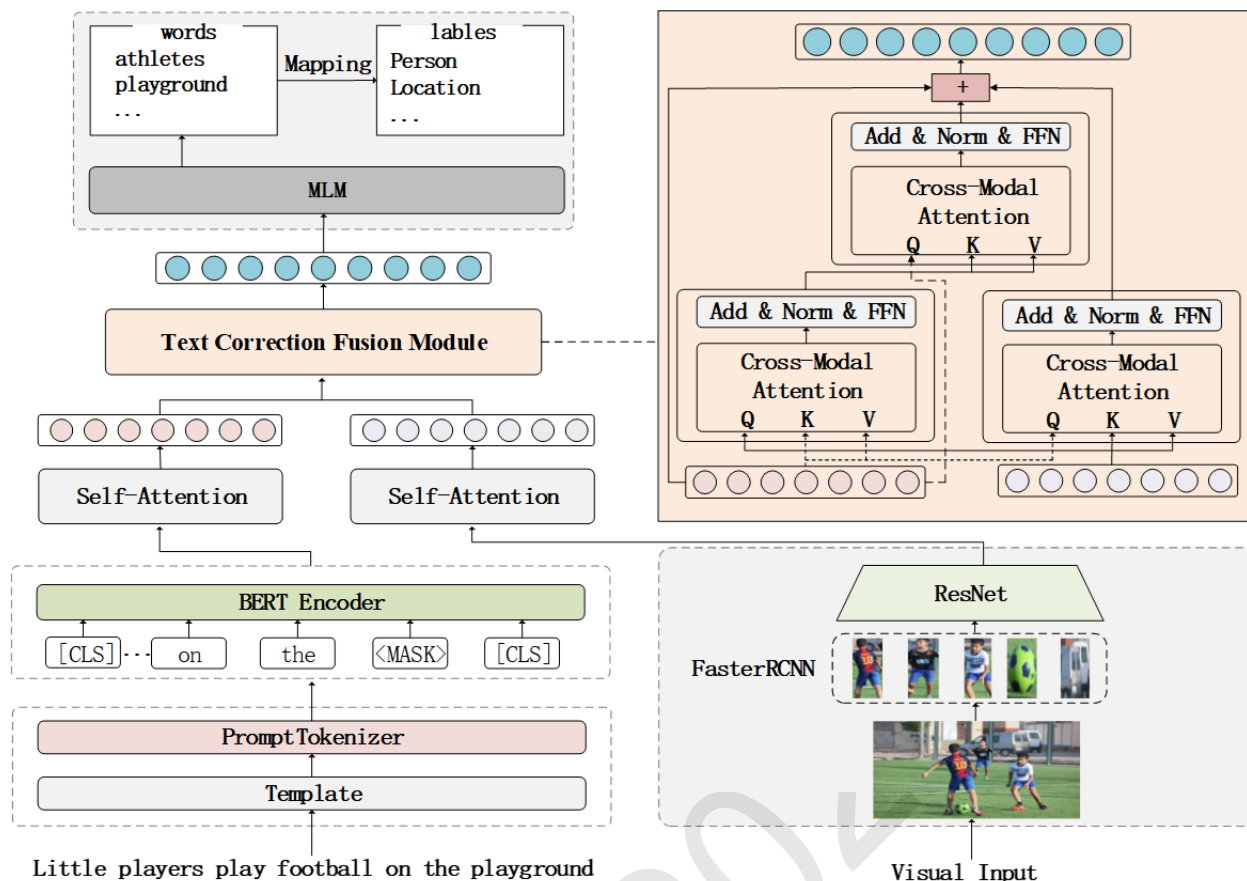 words
athletes
playground
...
Mapping
lables
Person
Location
...
MLM
Text Correction Fusion Module
Self-Attention
Self-Attention
BERT Encoder
[CLS] ... on the <MASK> [CLS]
PromptTokenizer
Template
Little players play football on the playground
+
Add & Norm & FFN
Cross-Modal
Attention
Q K V
Add & Norm & FFN
Cross-Modal
Attention
Q K V
Add & Norm & FFN
Cross-Modal
Attention
Q K V
ResNet
FasterRCNN
10
10
Visual Input